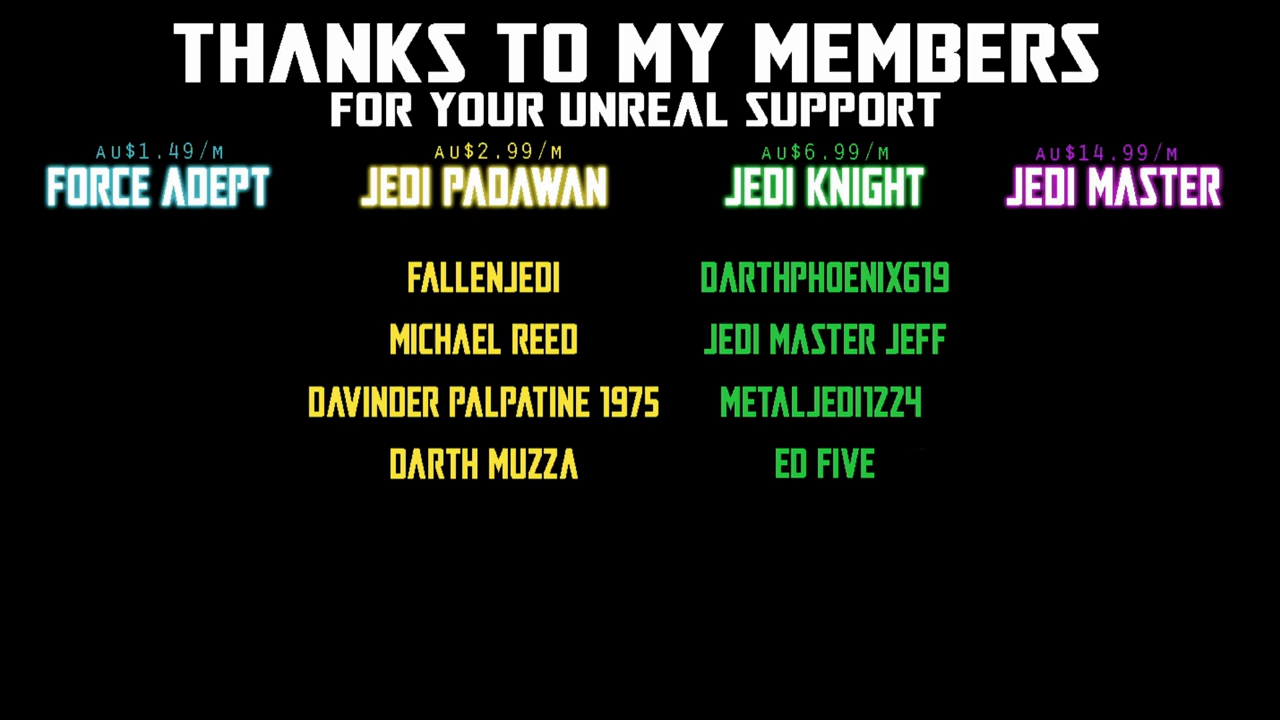 THANKS TO MY MEMBERS
FOR YOUR UNREAL SUPPORT
AU$1.49/M AU$2.99/M AU$6.99/M AU$14.99/M
FORCE ADEPT JEDI PADAWAN JEDI KNIGHT JEDI MASTER
FALLENJEDI DARTHPHOENIX619
MICHAEL REED JEDI MASTER JEFF
DAVINDER PALPATINE 1975 METALJEDI1224
DARTH MUZZA ED FIVE